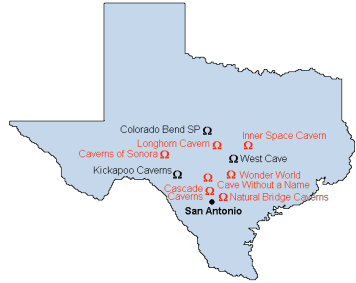 Colorado Bend SP
Longhorn Cavern
Inner Space Cavern
Caverns of Sonora
West Cave
Kickapoo Caverns
Wonder World
Cave Without a Name
Cascade
Caverns
Natural Bridge Caverns
San Antonio